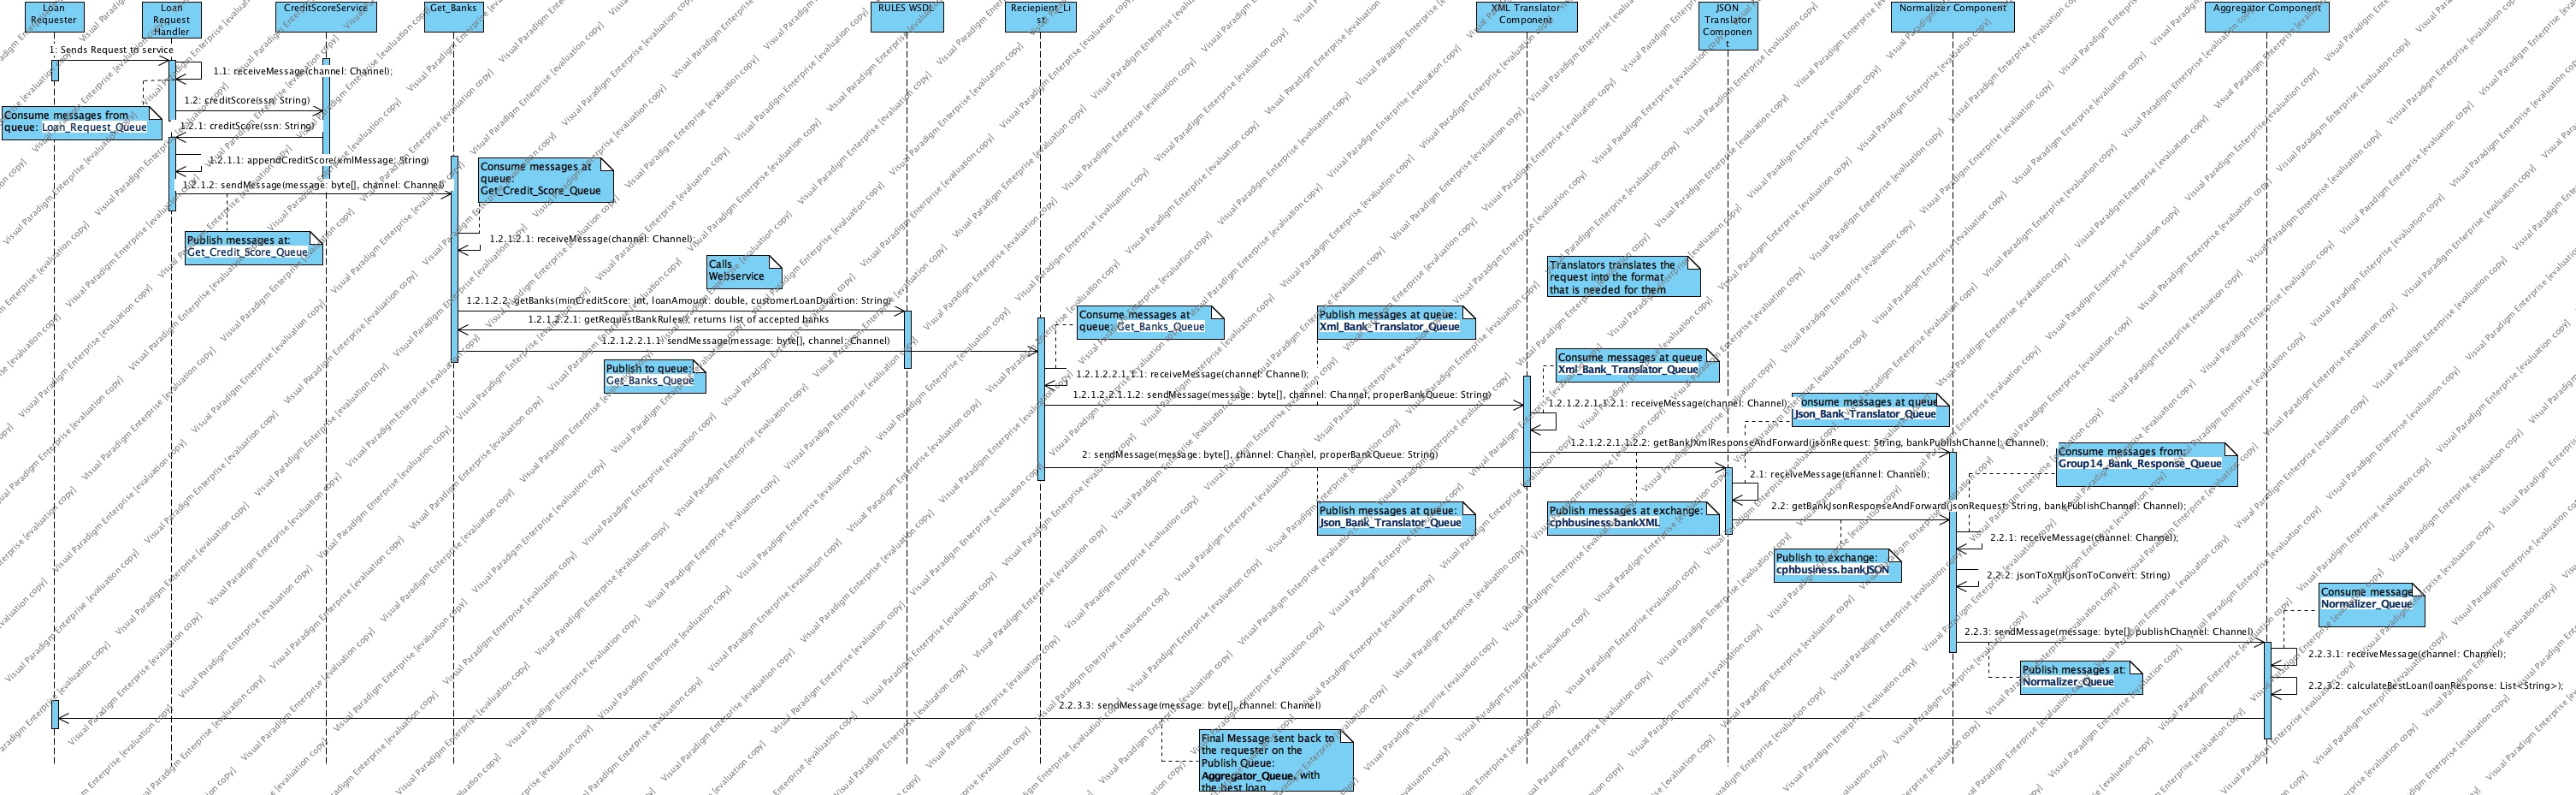 Loan
Requester
Loan
Request
Handler
CreditScoreService
Get_Banks
RULES WSDL
Reciepient_Li
st
XML Translator
Component
JSON
Translator
Componen
t
Normalizer Component
Aggregator Component
1: Sends Request to service
1.1: receiveMessage(channel: Channel);
1.2: creditScore(ssn: String)
Consume messages from
queue: Loan_Request_Queue
1.2.1: creditScore(ssn: String)
1.2.1.1: appendCreditScore(xmlMessage: String)
1.2.1.2: sendMessage(message: byte[], channel: Channel)
Consume messages at
queue:
Get_Credit_Score_Queue
Publish messages at:
Get_Credit_Score_Queue
1.2.1.2.1: receiveMessage(channel: Channel);
Calls
Webservice
Translators translates the
request into the format
that is needed for them
1.2.1.2.2: getBanks(minCreditScore: int, loanAmount: double, customerLoanDuartion: String)
1.2.1.2.2.1: getRequestBankRules(); returns list of accepted banks
1.2.1.2.2.1.1: sendMessage(message: byte[], channel: Channel)
Consume messages at
queue: Get_Banks_Queue
Publish messages at queue:
Xml_Bank_Translator_Queue
Publish to queue:
Get_Banks_Queue
Consume messages at queue
Xml_Bank_Translator_Queue
1.2.1.2.2.1.1.1: receiveMessage(channel: Channel);
1.2.1.2.2.1.1.2: sendMessage(message: byte[], channel: Channel, properBankQueue: String)
1.2.1.2.2.1.1.2.1: receiveMessage(channel: Channel);
onsume messages at queue
Json_Bank_Translator_Queue
1.2.1.2.2.1.1.2.2: getBankXmlResponseAndForward(jsonRequest: String, bankPublishChannel: Channel);
2: sendMessage(message: byte[], channel: Channel, properBankQueue: String)
Consume messages from:
Group14_Bank_Response_Queue
2.1: receiveMessage(channel: Channel);
Publish messages at queue:
Json_Bank_Translator_Queue
Publish messages at exchange:
cphbusiness.bankXML
2.2: getBankJsonResponseAndForward(jsonRequest: String, bankPublishChannel: Channel);
2.2.1: receiveMessage(channel: Channel);
Publish to exchange:
cphbusiness.bankJSON
2.2.2: jsonToXml(jsonToConvert: String)
Consume message
Normalizer_Queue
2.2.3: sendMessage(message: byte[], publishChannel: Channel)
2.2.3.1: receiveMessage(channel: Channel);
Publish messages at:
Normalizer_Queue
2.2.3.2: calculateBestLoan(loanResponse: List<String>);
2.2.3.3: sendMessage(message: byte[], channel: Channel)
Final Message sent back to
the requester on the
Publish Queue:
Aggregator_Queue, with
the best loan
Visual Paradigm Enterprise [evaluation copy]